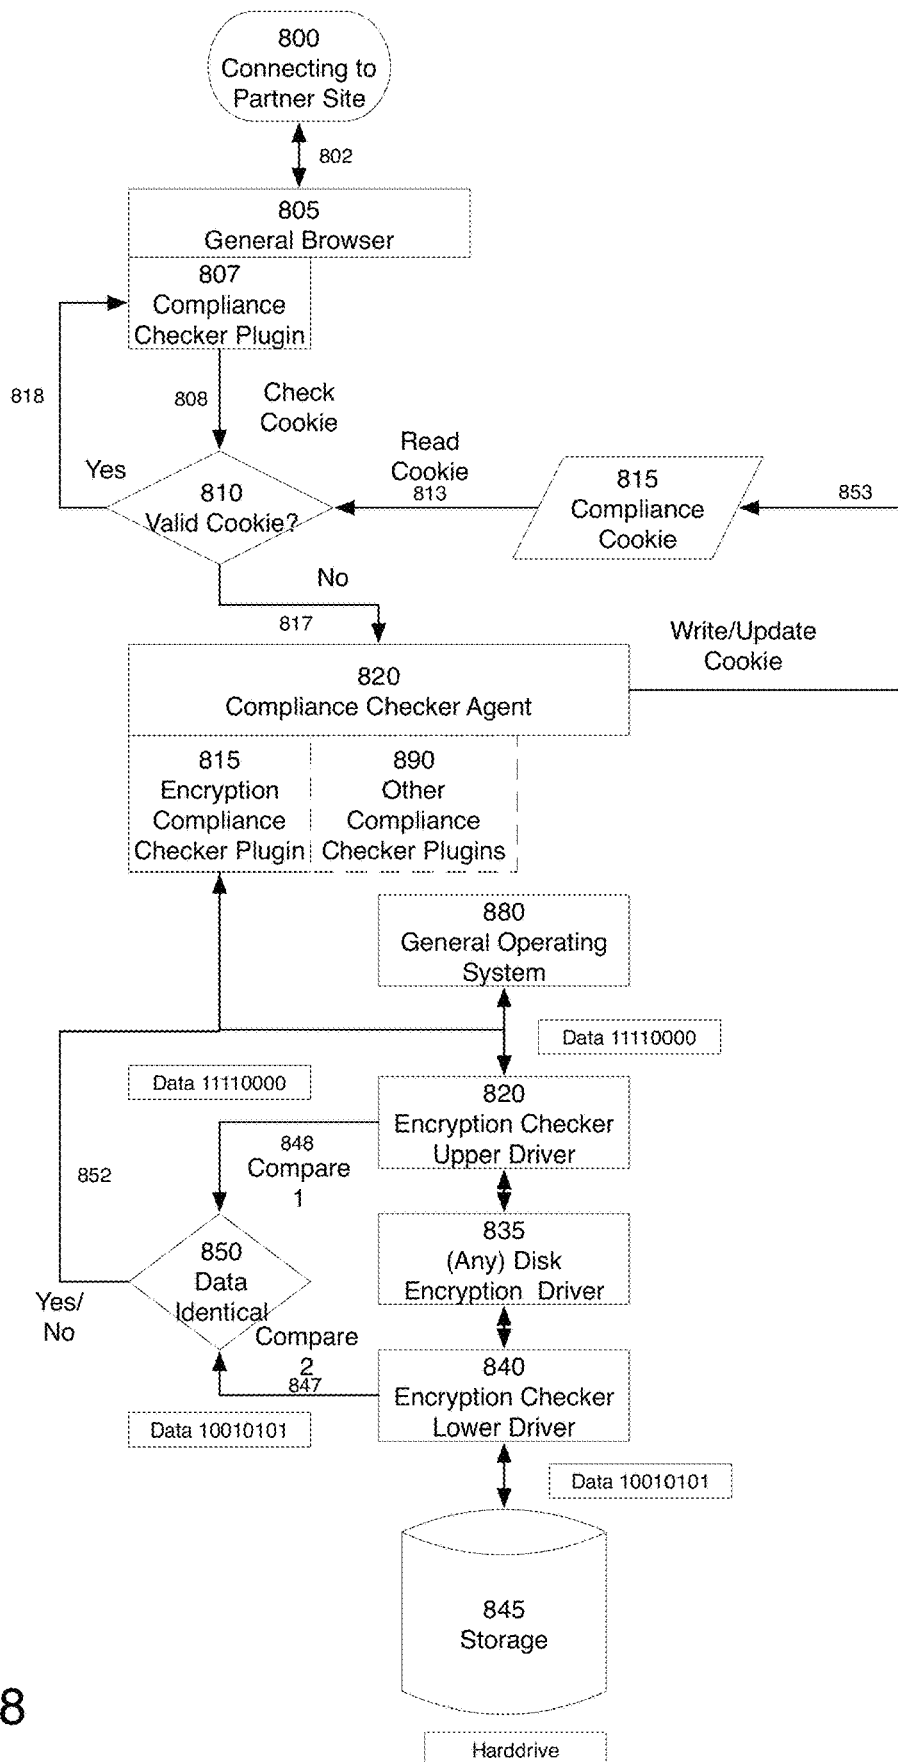 800
Connecting to
Partner Site
802
805
General Browser
807
Compliance
Checker Plugin
818
808
Check
Cookie
Read
Cookie
813
Yes
810
Valid Cookie?
815
Compliance
Cookie
853
No
817
Write/Update
Cookie
820
Compliance Checker Agent
815
Encryption
Compliance
Checker Plugin
890
Other
Compliance
Checker Plugins
880
General Operating
System
Data 11110000
Data 11110000
820
Encryption Checker
Upper Driver
848
Compare
1
852
850
Data
Identical
835
(Any) Disk
Encryption Driver
Yes/
No
Compare
2
847
840
Encryption Checker
Lower Driver
Data 10010101
Data 10010101
845
Storage
8
Harddrive